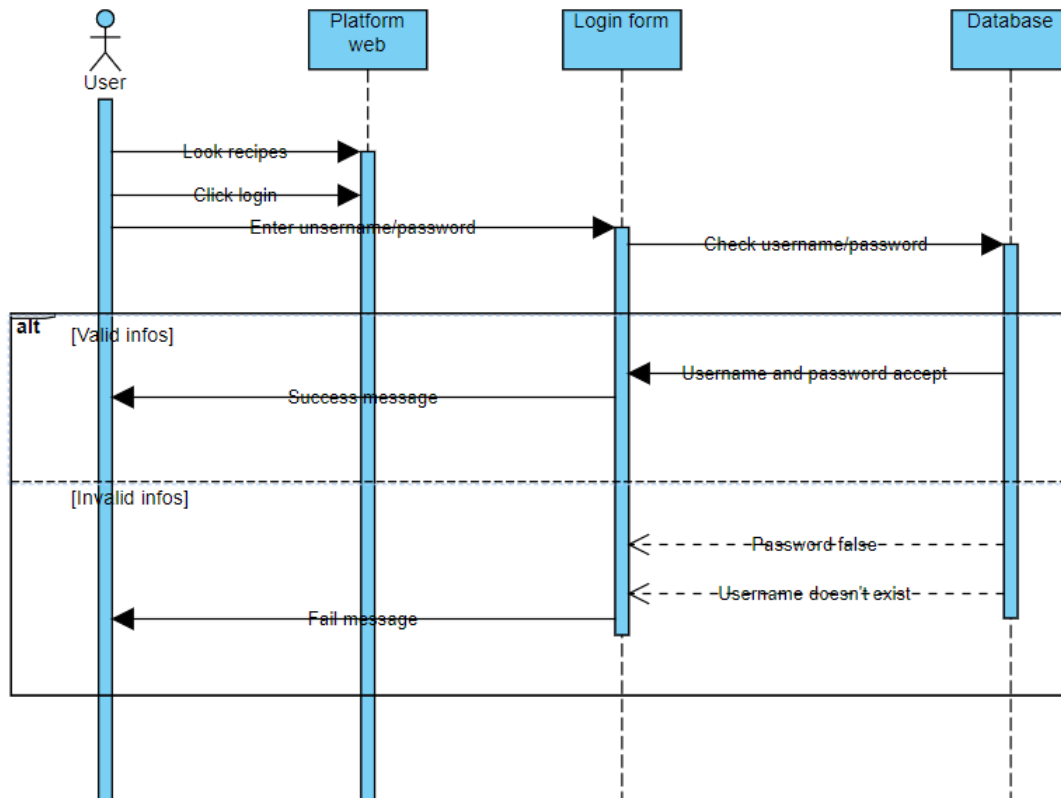 Platform
web
Login form
Database
User
Look recipes
Click login
Enter unsername/password
Check username/password
alt
[Valid infos]
Username and password accept
Success message
[Invalid infos]
Password false
Username doesn't exist
Fail message